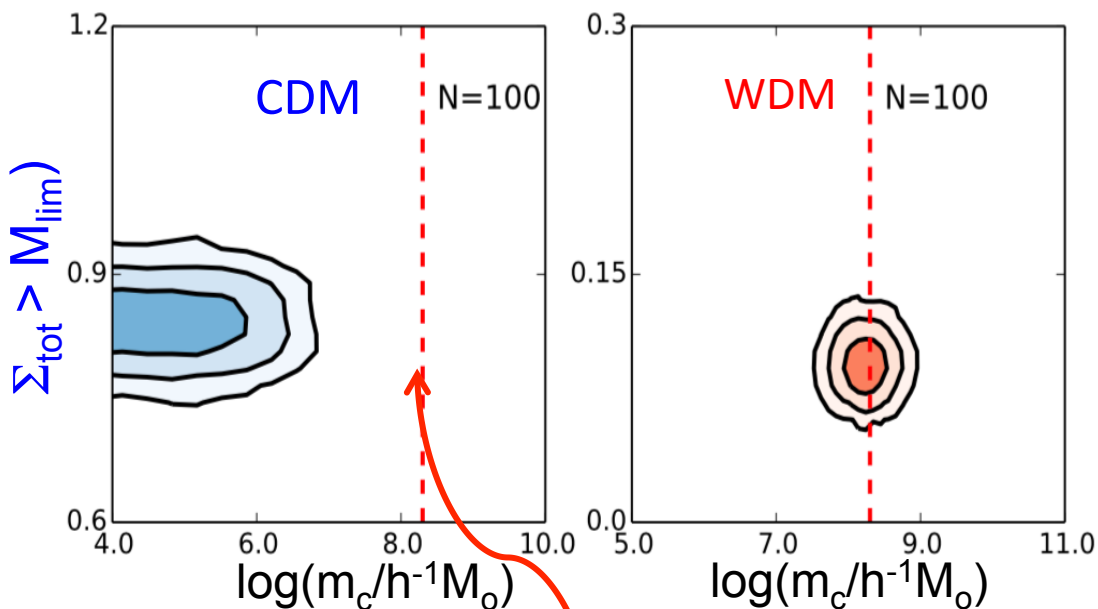 Σtot > Mlim)
1.2
0.9
0.6
CDM
N=100
4.0 6.0 8.0 10.0
log(mc/h-1Mo)
0.3
0.15
0.0
WDM
N=100
5.0 7.0 9.0 11.0
log(mc/h-1Mo)